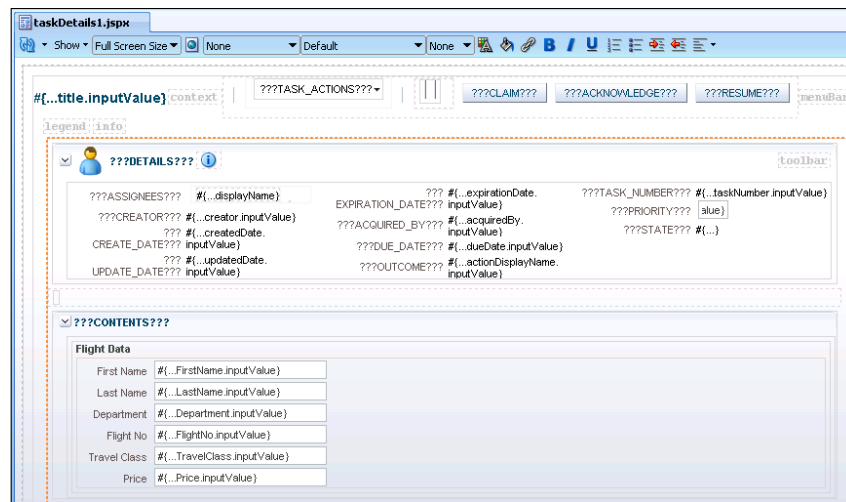 taskDetails1.jspx
Show Full Screen Size None Default None B I U
#{...title.inputValue} context ???TASK_ACTIONS??? ???CLAIM??? ???ACKNOWLEDGE??? ???RESUME??? menuBar
legend info
???DETAILS??? toolbar
???ASSIGNEES??? #{...displayName}
???CREATOR??? #{...creator.inputValue}
??? #{...createdDate.
CREATE_DATE??? inputValue}
??? #{...updatedDate.
UPDATE_DATE??? inputValue}
??? #{...expirationDate.
EXPIRATION_DATE??? inputValue}
???ACQUIRED_BY??? #{...acquiredBy.
inputValue}
???DUE_DATE??? #{...dueDate.inputValue}
???OUTCOME??? #{...actionDisplayName.
inputValue}
???TASK_NUMBER??? #{...taskNumber.inputValue}
???PRIORITY??? alue}
???STATE??? #{...}
???CONTENTS???
Flight Data
First Name #{...FirstName.inputValue}
Last Name #{...LastName.inputValue}
Department #{...Department.inputValue}
Flight No #{...FlightNo.inputValue}
Travel Class #{...TravelClass.inputValue}
Price #{...Price.inputValue}